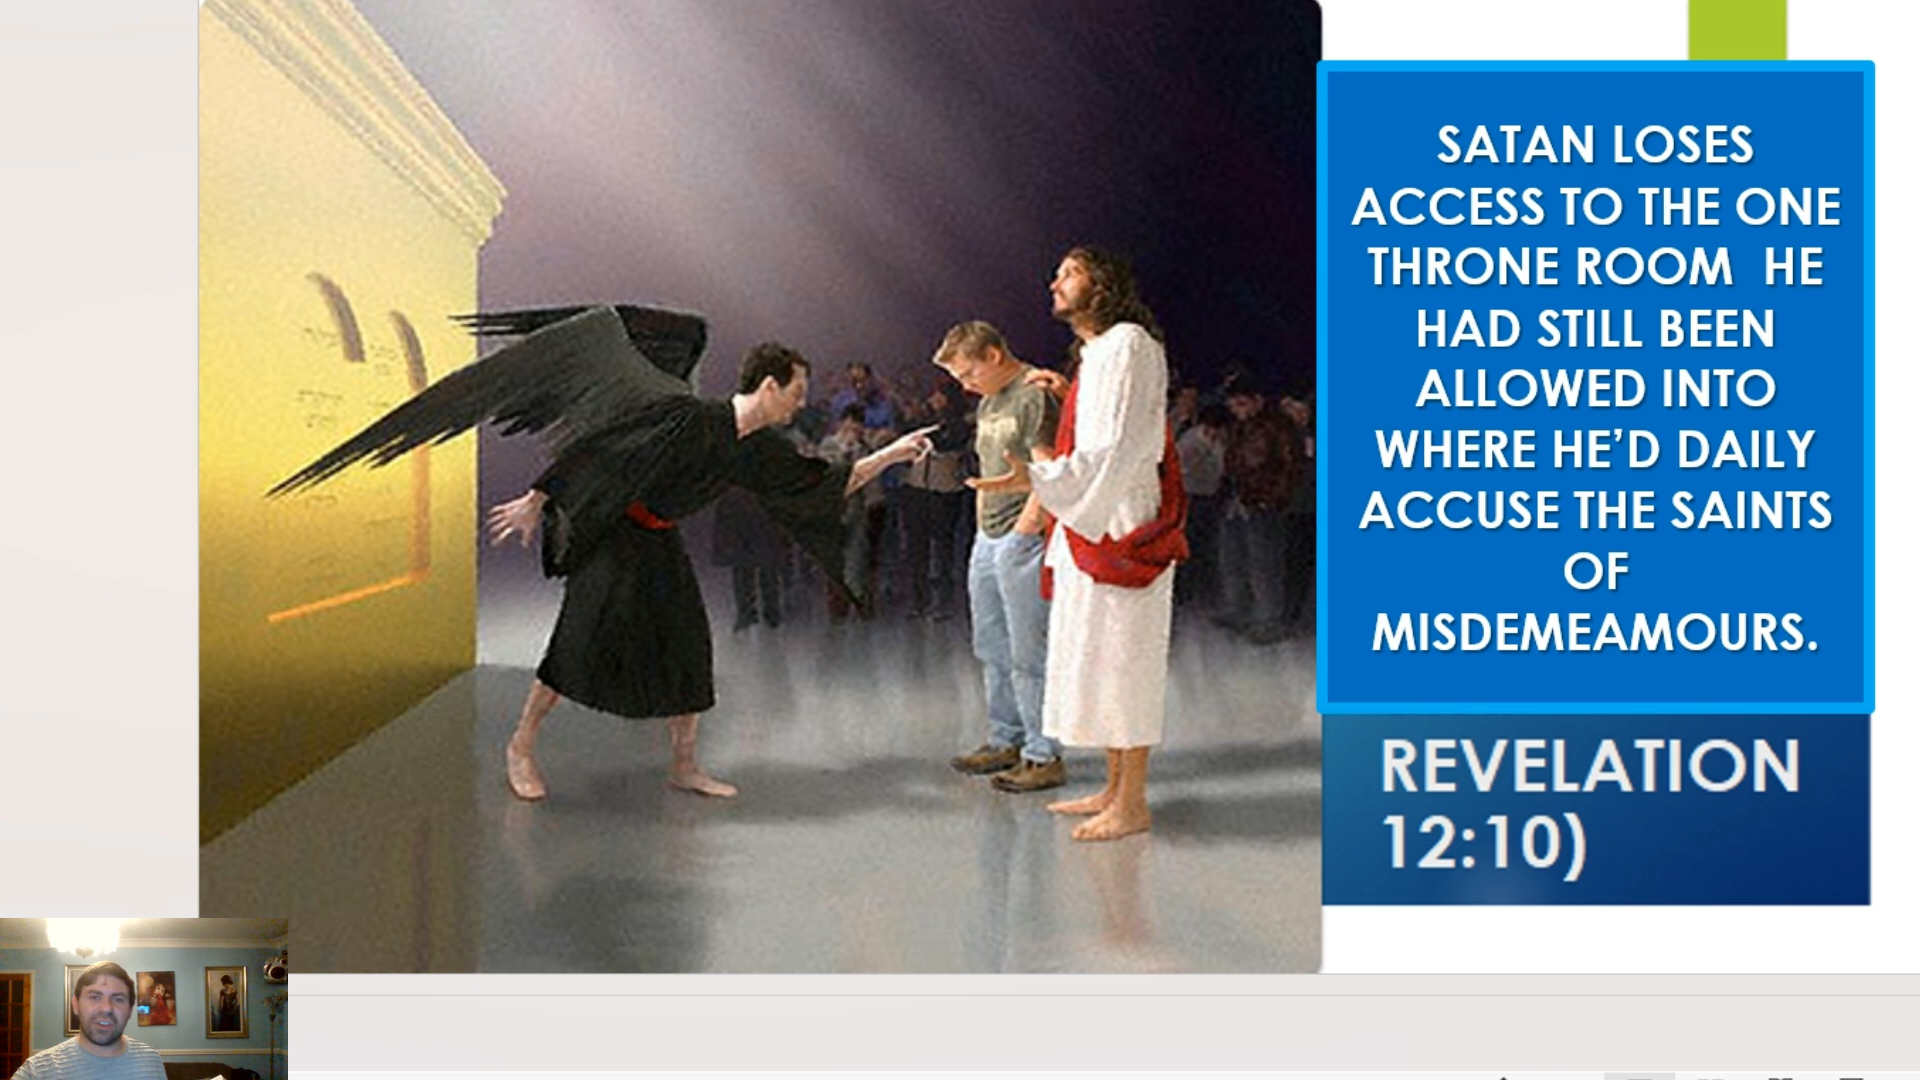 SATAN LOSES
ACCESS TO THE ONE
THRONE ROOM  HE
HAD STILL BEEN
ALLOWED INTO
WHERE HE’D DAILY
ACCUSE THE SAINTS
OF
MISDEMEAMOURS.
REVELATION
12:10)